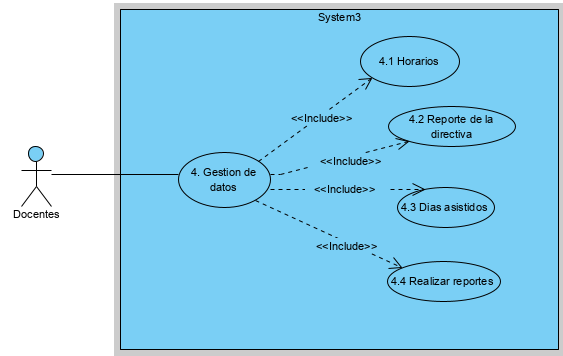 System3
4.1 Horarios
<<Include>>
4.2 Reporte de la
directiva
<<Include>>
4. Gestion de
datos
<<Include>>
4.3 Dias asistidos
Docentes
<<Include>>
4.4 Realizar reportes